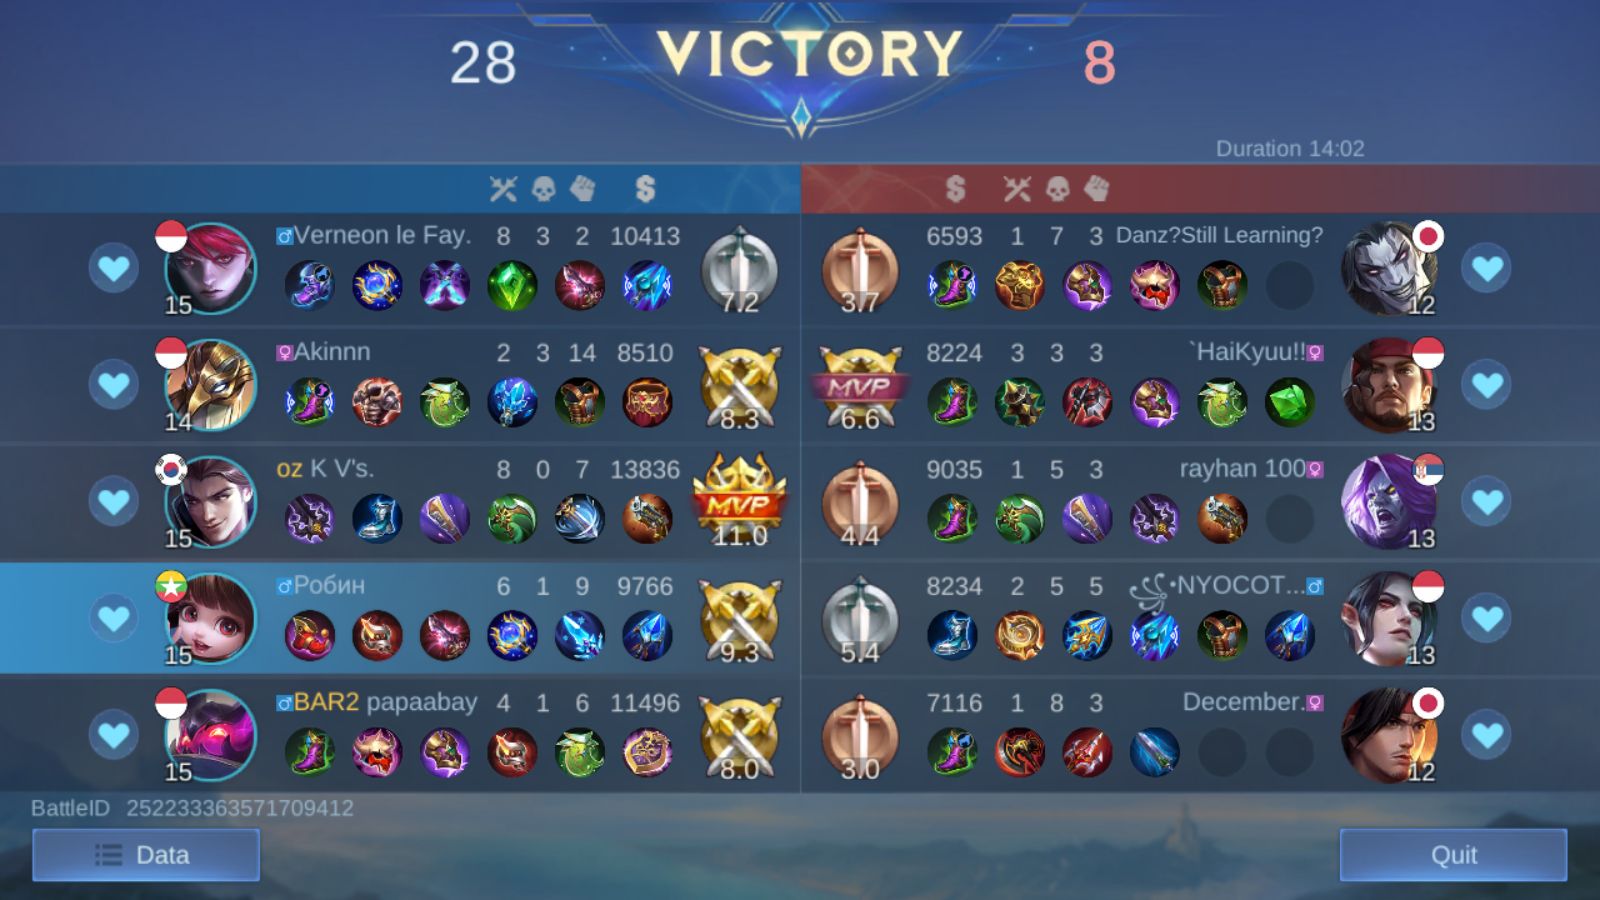 28 VICTORY 8
Duration 14:02
Verneon le Fay. 8 3 2 10413
15 7.2
3.7 6593 1 7 3 Danz?Still Learning?
12
Akinnn 2 3 14 8510
14 8.3
MVP 6.6 8224 3 3 3 `HaiKyuu!!
13
oz K V's. 8 0 7 13836
15 MVP 11.0
4.4 9035 1 5 3 rayhan 100
13
Робин 6 1 9 9766
15 9.3
5.4 8234 2 5 5 •NYOCOT...
13
BAR2 papaabay 4 1 6 11496
15 8.0
3.0 7116 1 8 3 December.
12
BattleID 252233363571709412
Data
Quit